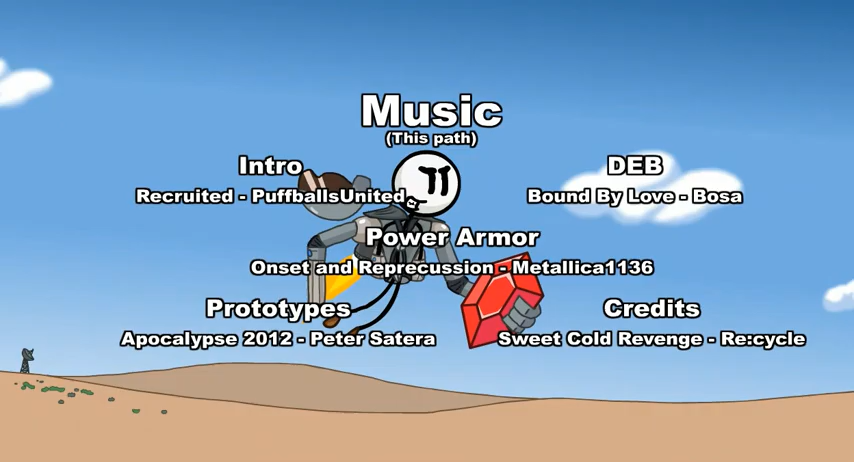 Music
(This path)
Intro
Recruited - PuffballsUnited
DEB
Bound By Love - Bosa
Power Armor
Onset and Reprecussion - Metallica1136
Prototypes
Apocalypse 2012 - Peter Satera
Credits
Sweet Cold Revenge - Re:cycle